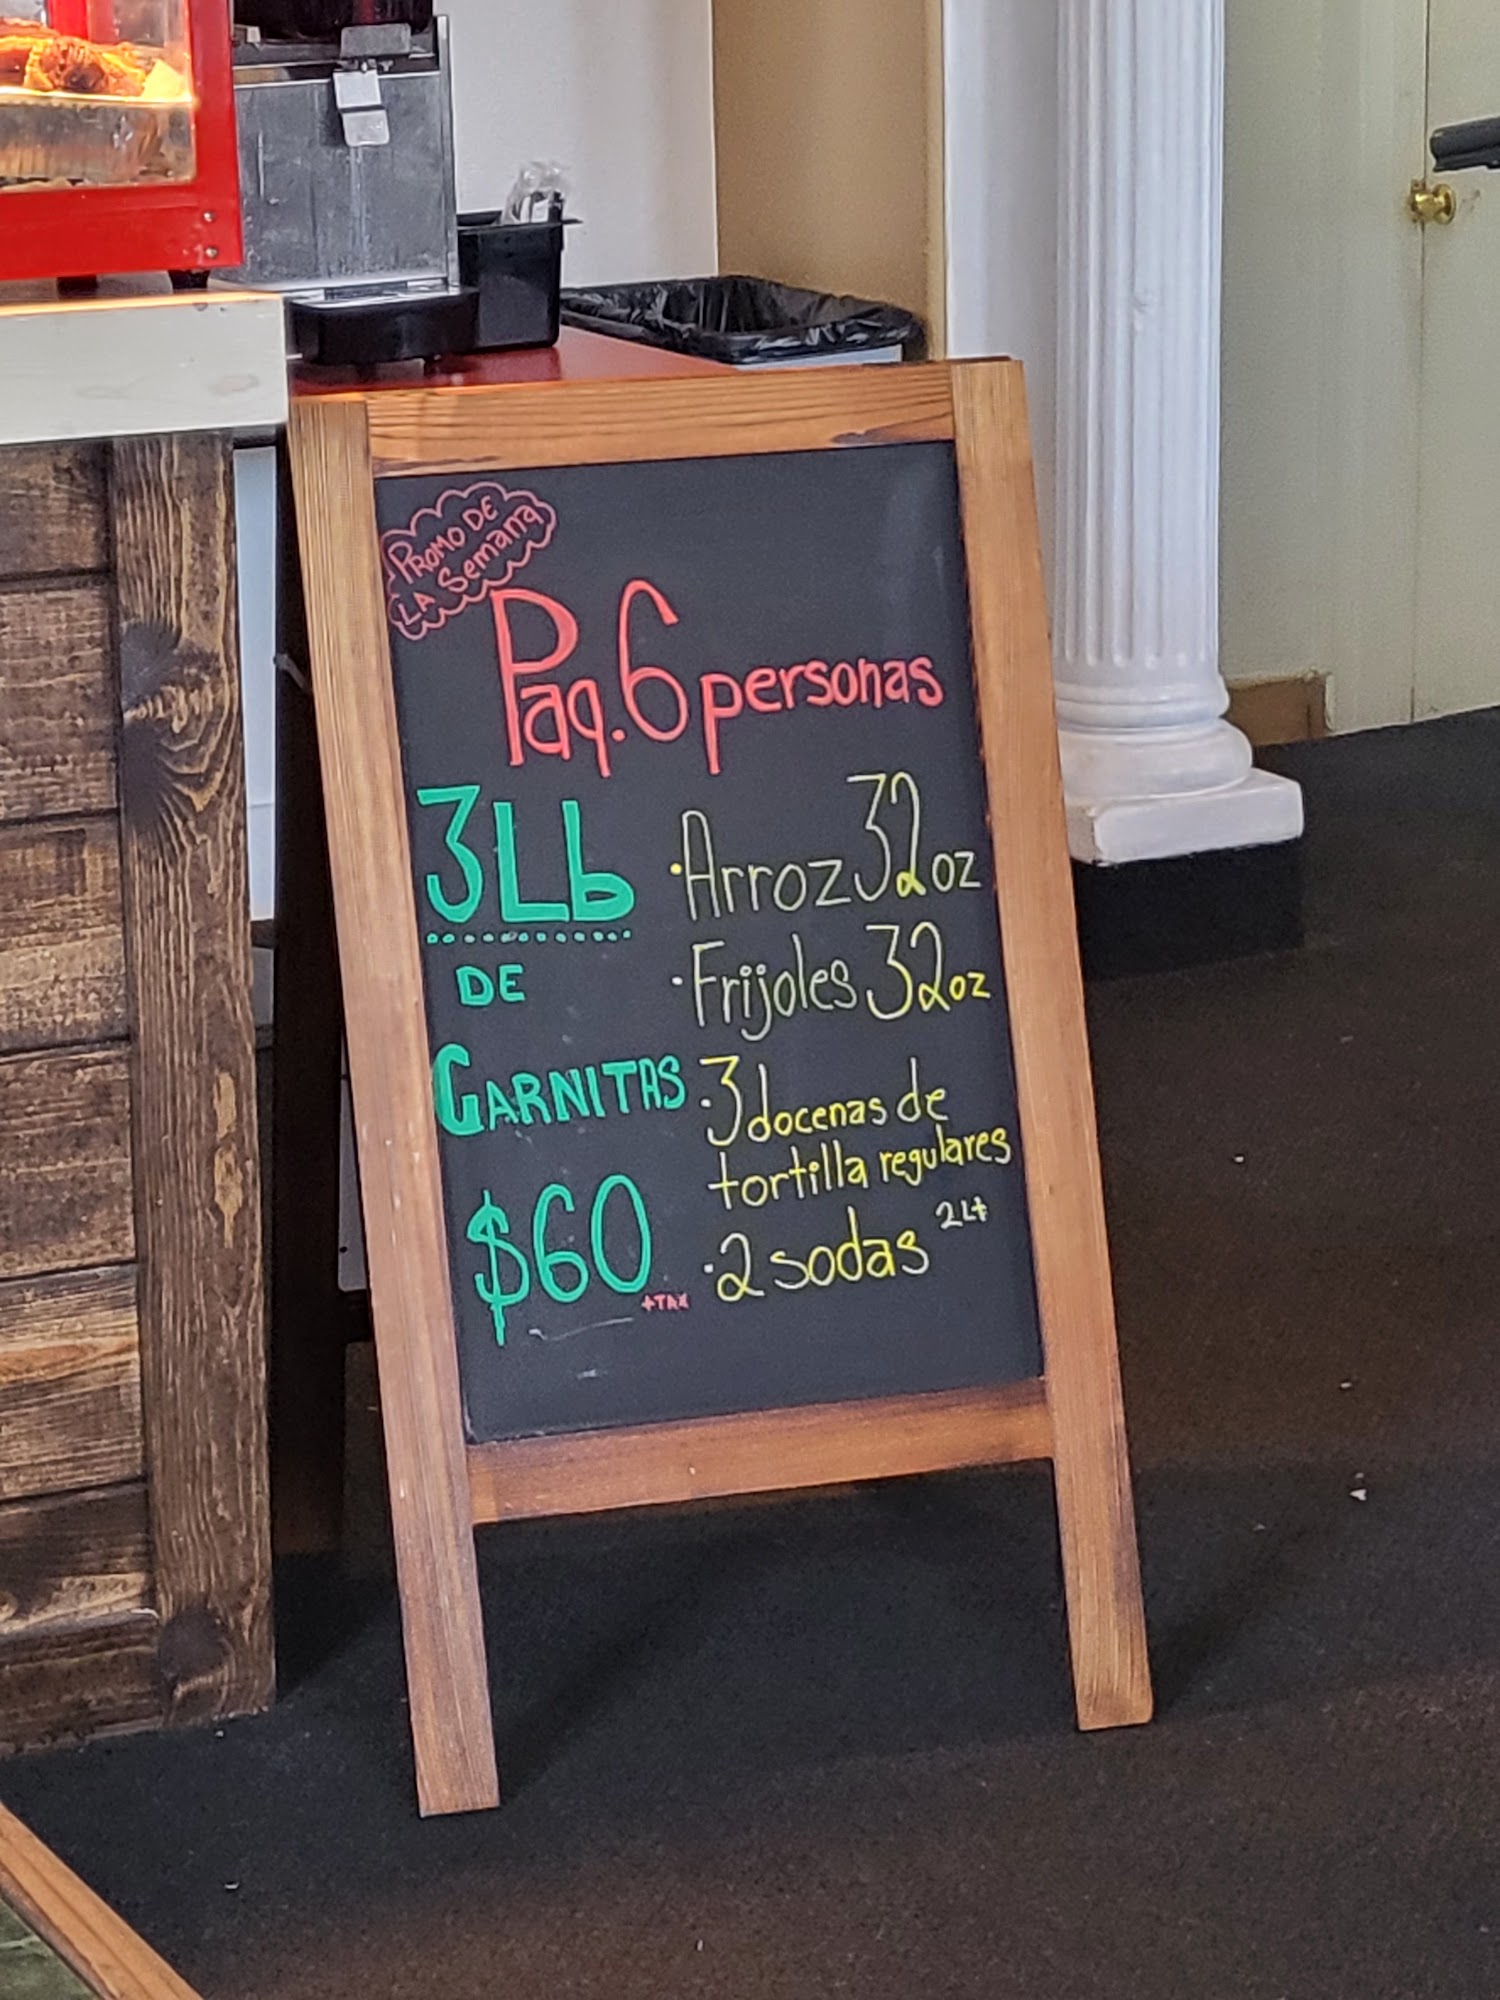 PROMO DE
LA Semana
Paq. 6 personas
3Lb
DE
GARNITAS
$60
+TAX
• Arroz 32oz
• Frijoles 32oz
• 3 docenas de
tortilla regulares
• 2 sodas 2Lt